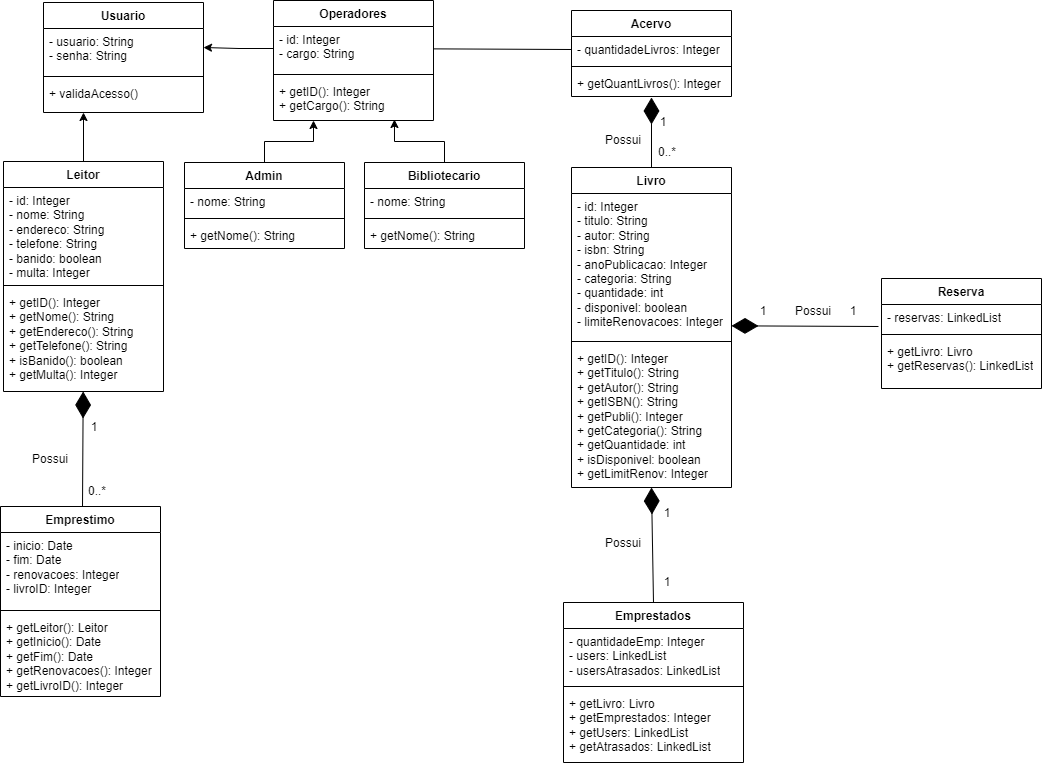 Usuario
- usuario: String
- senha: String
+ validaAcesso()
Operadores
- id: Integer
- cargo: String
+ getID(): Integer
+ getCargo(): String
Acervo
- quantidadeLivros: Integer
+ getQuantLivros(): Integer
1
Possui
0..*
Leitor
- id: Integer
- nome: String
- endereco: String
- telefone: String
- banido: boolean
- multa: Integer
+ getID(): Integer
+ getNome(): String
+ getEndereco(): String
+ getTelefone(): String
+ isBanido(): boolean
+ getMulta(): Integer
Admin
- nome: String
+ getNome(): String
Bibliotecario
- nome: String
+ getNome(): String
Livro
- id: Integer
- titulo: String
- autor: String
- isbn: String
- anoPublicacao: Integer
- categoria: String
- quantidade: int
- disponivel: boolean
- limiteRenovacoes: Integer
+ getID(): Integer
+ getTitulo(): String
+ getAutor(): String
+ getISBN(): String
+ getPubli(): Integer
+ getCategoria(): String
+ getQuantidade: int
+ isDisponivel: boolean
+ getLimitRenov: Integer
1 Possui 1
Reserva
- reservas: LinkedList
+ getLivro: Livro
+ getReservas(): LinkedList
1
Possui
0..*
Emprestimo
- inicio: Date
- fim: Date
- renovacoes: Integer
- livroID: Integer
+ getLeitor(): Leitor
+ getInicio(): Date
+ getFim(): Date
+ getRenovacoes(): Integer
+ getLivroID(): Integer
1
Possui
1
Emprestados
- quantidadeEmp: Integer
- users: LinkedList
- usersAtrasados: LinkedList
+ getLivro: Livro
+ getEmprestados: Integer
+ getUsers: LinkedList
+ getAtrasados: LinkedList